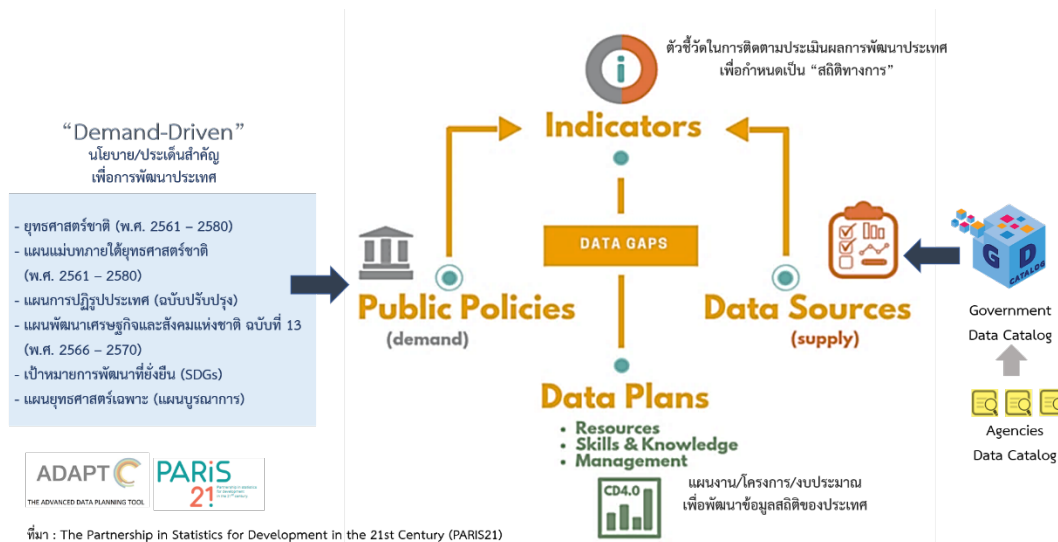 “Demand-Driven”
นโยบาย/ประเด็นสำคัญ
เพื่อการพัฒนาประเทศ
- ยุทธศาสตร์ชาติ (พ.ศ. 2561 – 2580)
- แผนแม่บทภายใต้ยุทธศาสตร์ชาติ
(พ.ศ. 2561 – 2580)
- แผนการปฏิรูปประเทศ (ฉบับปรับปรุง)
- แผนพัฒนาเศรษฐกิจและสังคมแห่งชาติ ฉบับที่ 13
(พ.ศ. 2566 – 2570)
- เป้าหมายการพัฒนาที่ยั่งยืน (SDGs)
- แผนยุทธศาสตร์เฉพาะ (แผนบูรณาการ)
ตัวชี้วัดในการติดตามประเมินผลการพัฒนาประเทศ
เพื่อกำหนดเป็น “สถิติทางการ”
i
Indicators
DATA GAPS
Public Policies
(demand)
Data Sources
(supply)
G D
CATALOG
Government
Data Catalog
Agencies
Data Catalog
Data Plans
• Resources
• Skills & Knowledge
• Management
CD4.0
แผนงาน/โครงการ/งบประมาณ
เพื่อพัฒนาข้อมูลสถิติของประเทศ
ADAPT
THE ADVANCED DATA PLANNING TOOL
PARiS
21
Partnership in statistics
for development
in the 21st century
ที่มา : The Partnership in Statistics for Development in the 21st Century (PARIS21)